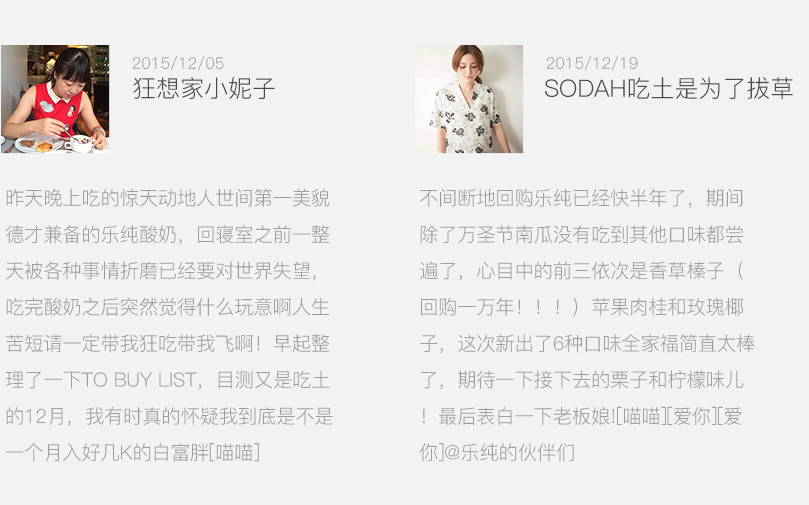 2015/12/05
狂想家小妮子
昨天晚上吃的惊天动地人世间第一美貌
德才兼备的乐纯酸奶，回寝室之前一整
天被各种事情折磨已经要对世界失望，
吃完酸奶之后突然觉得什么玩意啊人生
苦短请一定带我狂吃带我飞啊！早起整
理了一下TO BUY LIST，目测又是吃土
的12月，我有时真的怀疑我到底是不是
一个月入好几K的白富胖[喵喵]
2015/12/19
SODAH吃土是为了拔草
不间断地回购乐纯已经快半年了，期间
除了万圣节南瓜没有吃到其他口味都尝
遍了，心目中的前三依次是香草榛子（
回购一万年！！！）苹果肉桂和玫瑰椰
子，这次新出了6种口味全家福简直太棒
了，期待一下接下去的栗子和柠檬味儿
！最后表白一下老板娘![喵喵][爱你][爱
你]@乐纯的伙伴们